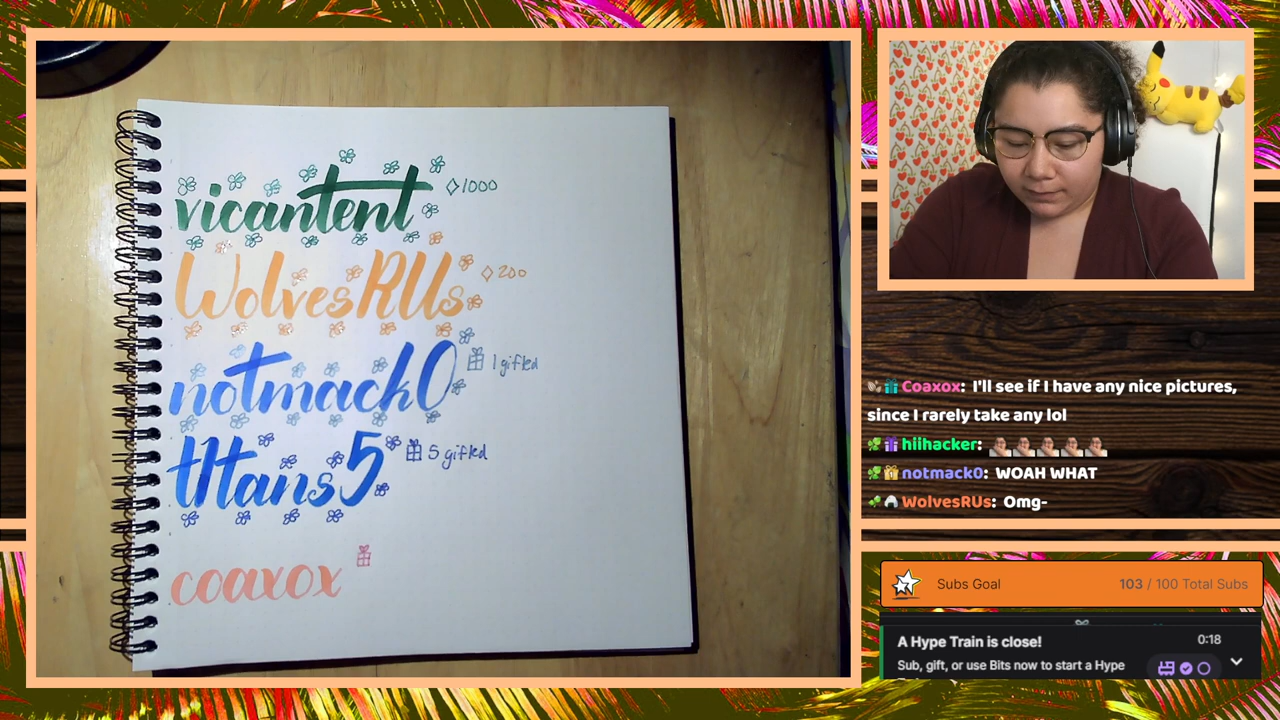 vicantent ◇1000
WolvesRUs ◇200
notmack0 1 gifted
tItans5 5 gifted
coaxox
Coaxox: I'll see if I have any nice pictures,
since I rarely take any lol
hiihacker:
notmack0: WOAH WHAT
WolvesRUs: Omg-
Subs Goal 103 / 100 Total Subs
A Hype Train is close! 0:18
Sub, gift, or use Bits now to start a Hype